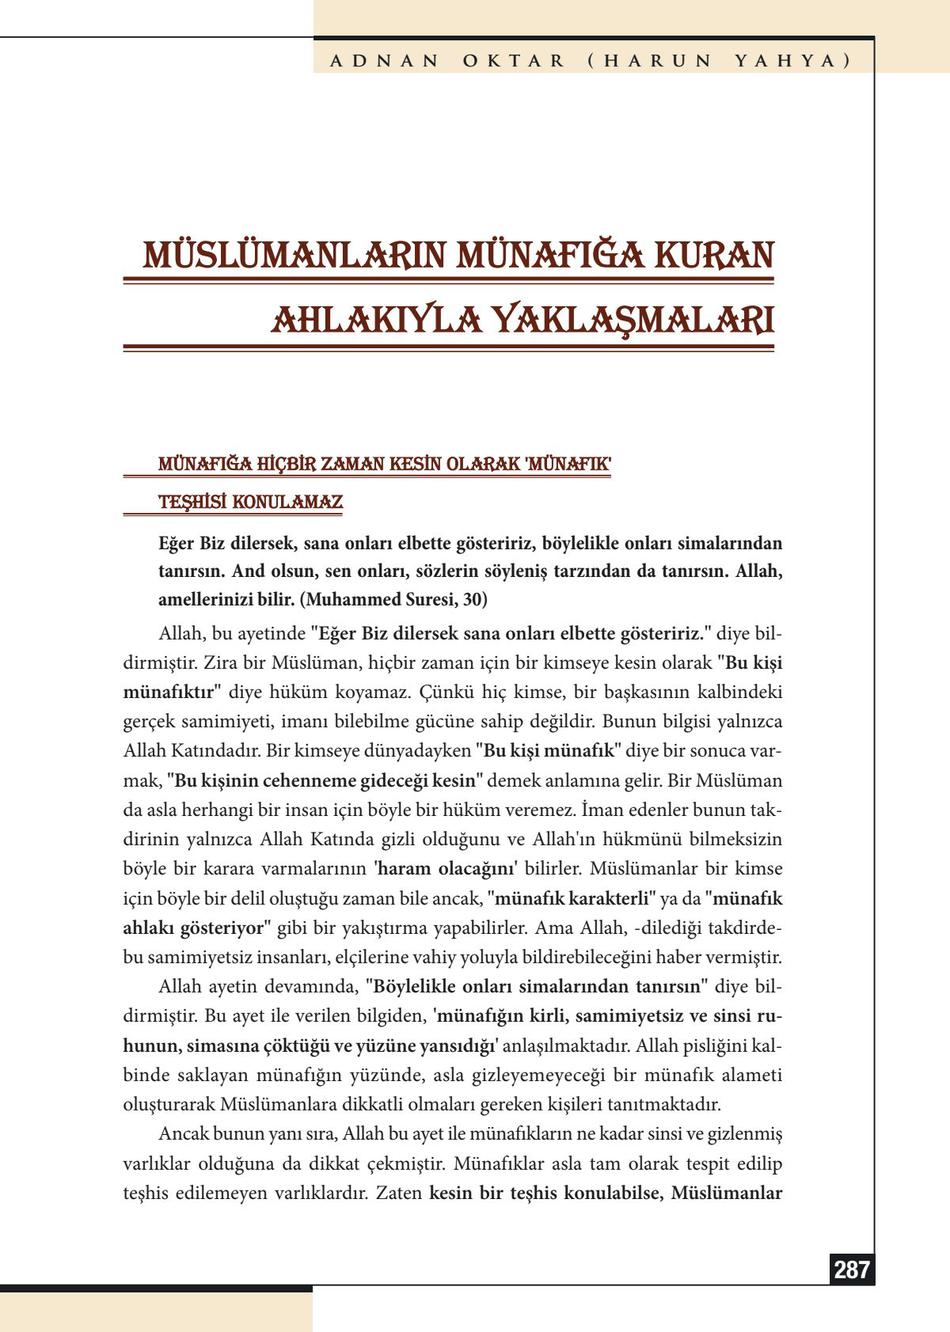 ADNAN OKTAR (HARUN YAHYA)
MÜSLÜMANLARIN MÜNAFIĞA KURAN
AHLAKIYLA YAKLAŞMALARI
MÜNAFIĞA HİÇBİR ZAMAN KESİN OLARAK 'MÜNAFIK'
TEŞHİSİ KONULAMAZ
Eğer Biz dilersek, sana onları elbette gösteririz, böylelikle onları simalarından
tanırsın. And olsun, sen onları, sözlerin söyleniş tarzından da tanırsın. Allah,
amellerinizi bilir. (Muhammed Suresi, 30)
Allah, bu ayetinde "Eğer Biz dilersek sana onları elbette gösteririz." diye bil-
dirmiştir. Zira bir Müslüman, hiçbir zaman için bir kimseye kesin olarak "Bu kişi
münafıktır" diye hüküm koyamaz. Çünkü hiç kimse, bir başkasının kalbindeki
gerçek samimiyeti, imanı bilebilme gücüne sahip değildir. Bunun bilgisi yalnızca
Allah Katındadır. Bir kimseye dünyadayken "Bu kişi münafık" diye bir sonuca var-
mak, "Bu kişinin cehenneme gideceği kesin" demek anlamına gelir. Bir Müslüman
da asla herhangi bir insan için böyle bir hüküm veremez. İman edenler bunun tak-
dirinin yalnızca Allah Katında gizli olduğunu ve Allah'ın hükmünü bilmeksizin
böyle bir karara varmalarının 'haram olacağını' bilirler. Müslümanlar bir kimse
için böyle bir delil oluştuğu zaman bile ancak, "münafık karakterli" ya da "münafık
ahlakı gösteriyor" gibi bir yakıştırma yapabilirler. Ama Allah, -dilediği takdirde-
bu samimiyetsiz insanları, elçilerine vahiy yoluyla bildirebileceğini haber vermiştir.
Allah ayetin devamında, "Böylelikle onları simalarından tanırsın" diye bil-
dirmiştir. Bu ayet ile verilen bilgiden, 'münafığın kirli, samimiyetsiz ve sinsi ru-
hunun, simasına çöktüğü ve yüzüne yansıdığı' anlaşılmaktadır. Allah pisliğini kal-
binde saklayan münafığın yüzünde, asla gizleyemeyeceği bir münafık alameti
oluşturarak Müslümanlara dikkatli olmaları gereken kişileri tanıtmaktadır.
Ancak bunun yanı sıra, Allah bu ayet ile münafıkların ne kadar sinsi ve gizlenmiş
varlıklar olduğuna da dikkat çekmiştir. Münafıklar asla tam olarak tespit edilip
teşhis edilemeyen varlıklardır. Zaten kesin bir teşhis konulabilse, Müslümanlar
287